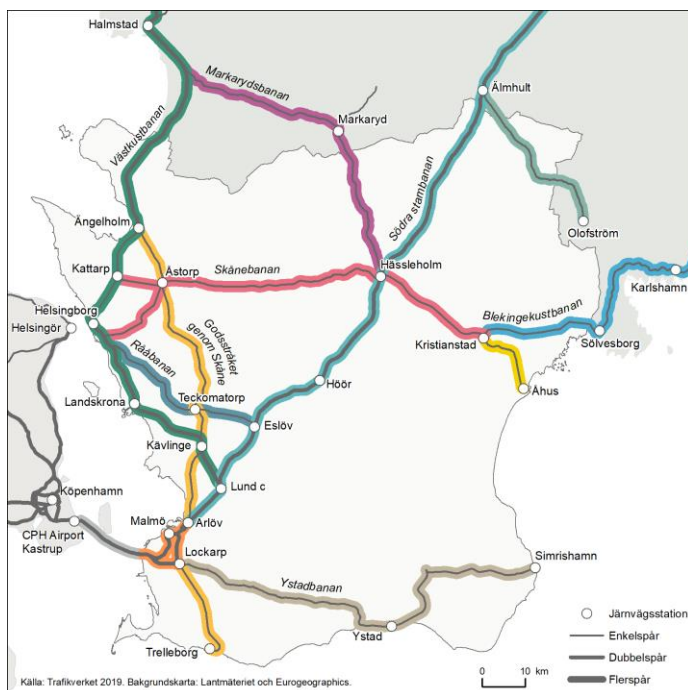 Halmstad
Markarydsbanan
Älmhult
Markaryd
Västkustbanan
Södra stambanan
Ängelholm
Olofström
Kattarp
Åstorp
Skånebanan
Hässleholm
Karlshamn
Helsingborg
Helsingör
Godsstråket
genom Skåne
Blekingekustbanan
Kristianstad
Sölvesborg
Rååbanan
Höör
Åhus
Landskrona
Teckomatorp
Eslöv
Kävlinge
Lund c
Köpenhamn
Malmö
Arlöv
CPH Airport
Kastrup
Lockarp
Simrishamn
Ystadbanan
Ystad
Trelleborg
Järnvägsstation
Enkelspår
Dubbelspår
Flerspår
0 10 km
Källa: Trafikverket 2019. Bakgrundskarta: Lantmäteriet och Eurogeographics.